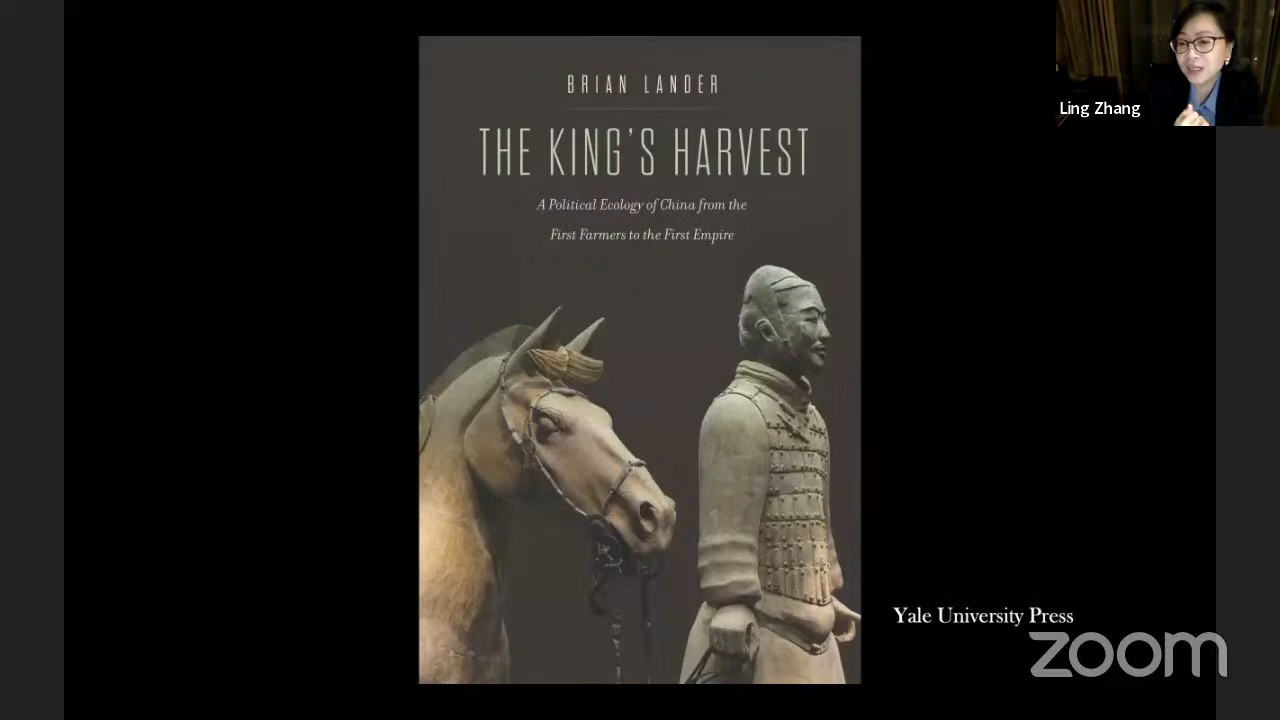 BRIAN LANDER
THE KING'S HARVEST
A Political Ecology of China from the
First Farmers to the First Empire
Ling Zhang
Yale University Press
zoom